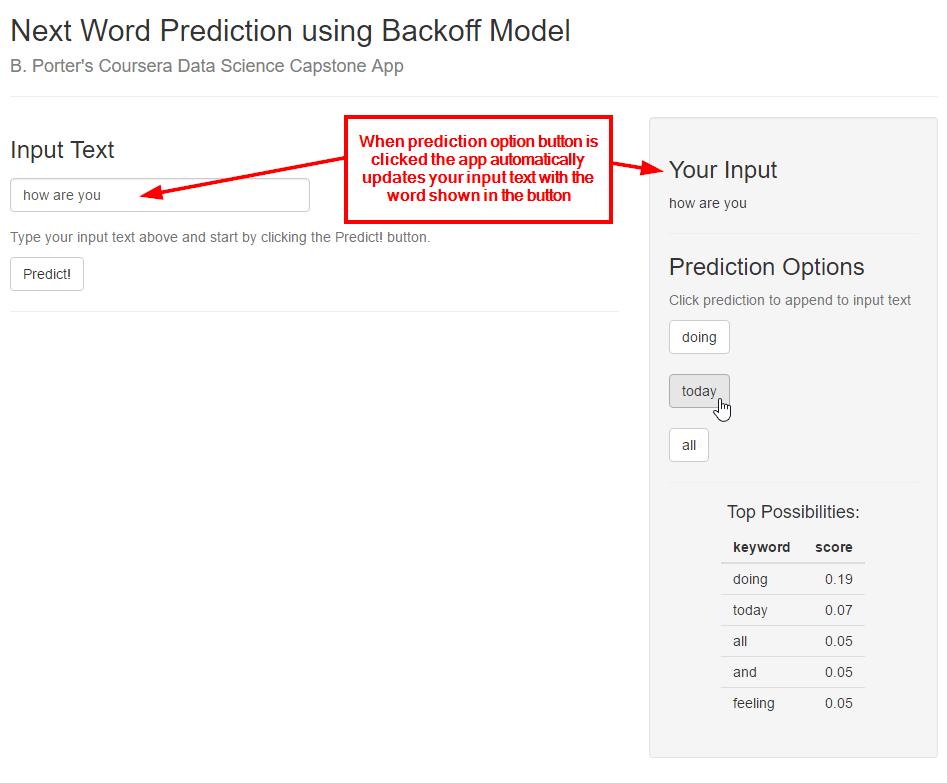 Next Word Prediction using Backoff Model
B. Porter's Coursera Data Science Capstone App
Input Text
how are you
Type your input text above and start by clicking the Predict! button.
Predict!
When prediction option button is
clicked the app automatically
updates your input text with the
word shown in the button
Your Input
how are you
Prediction Options
Click prediction to append to input text
doing
today
all
Top Possibilities:
keyword score
doing 0.19
today 0.07
all 0.05
and 0.05
feeling 0.05